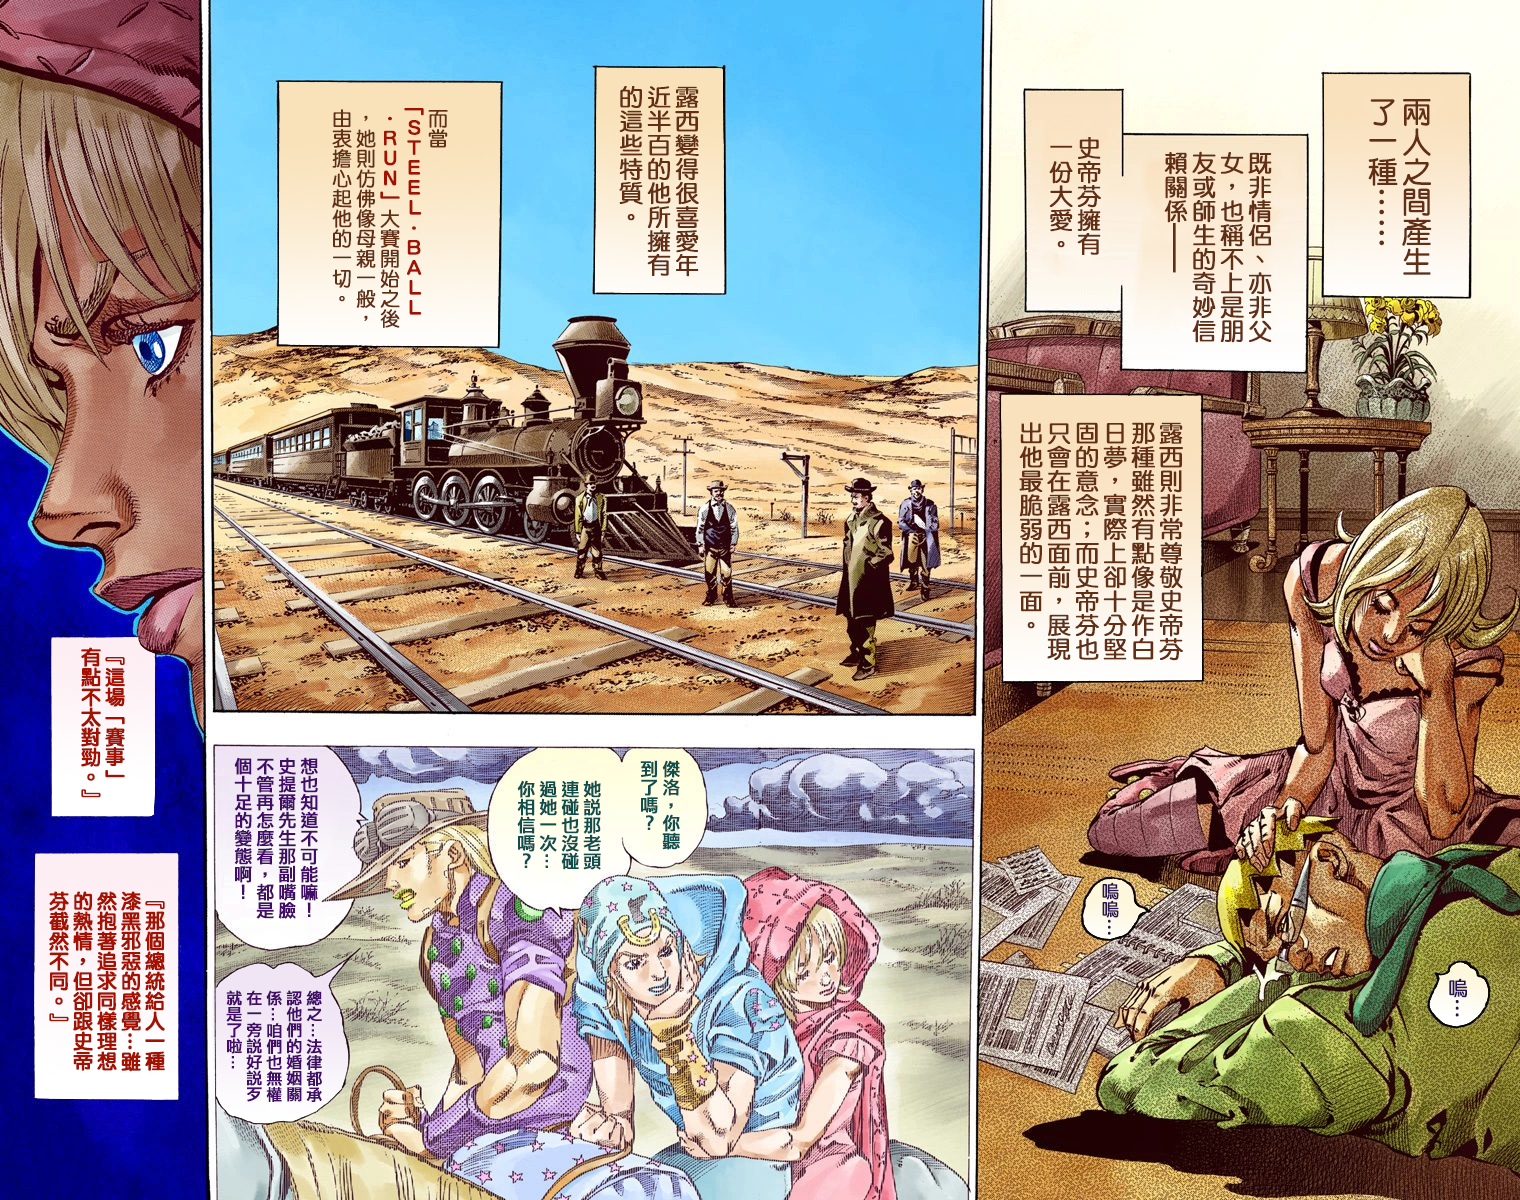 兩人之間產生
了一種……
既非情侶、亦非父
女，也稱不上是朋
友或師生的奇妙信
賴關係——
史帝芬擁有
一份大愛。
露西則非常尊敬史帝芬
那種雖然有點像是作白
日夢，實際上卻十分堅
固的意念；而史帝芬也
只會在露西面前，展現
出他最脆弱的一面。
嗚…
嗚嗚…
嗚…
露西變得很喜愛年
近半百的他所擁有
的這些特質。
而當
「STEEL·BALL
·RUN」大賽開始之後
，她則仿佛像母親一般，
由衷擔心起他的一切。
傑洛，你聽
到了嗎？
她説那老頭
連碰也沒碰
過她一次…
你相信嗎？
想也知道不可能嘛！
史提爾先生那副嘴臉
不管再怎麼看，都是
個十足的變態啊！
總之…法律都承
認他們的婚姻關
係…咱們也無權
在一旁説好説歹
就是了啦…
『這場「賽事」
有點不太對勁。』
『那個總統給人一種
漆黑邪惡的感覺…雖
然抱著追求同樣理想
的熱情，但卻跟史帝
芬截然不同。』